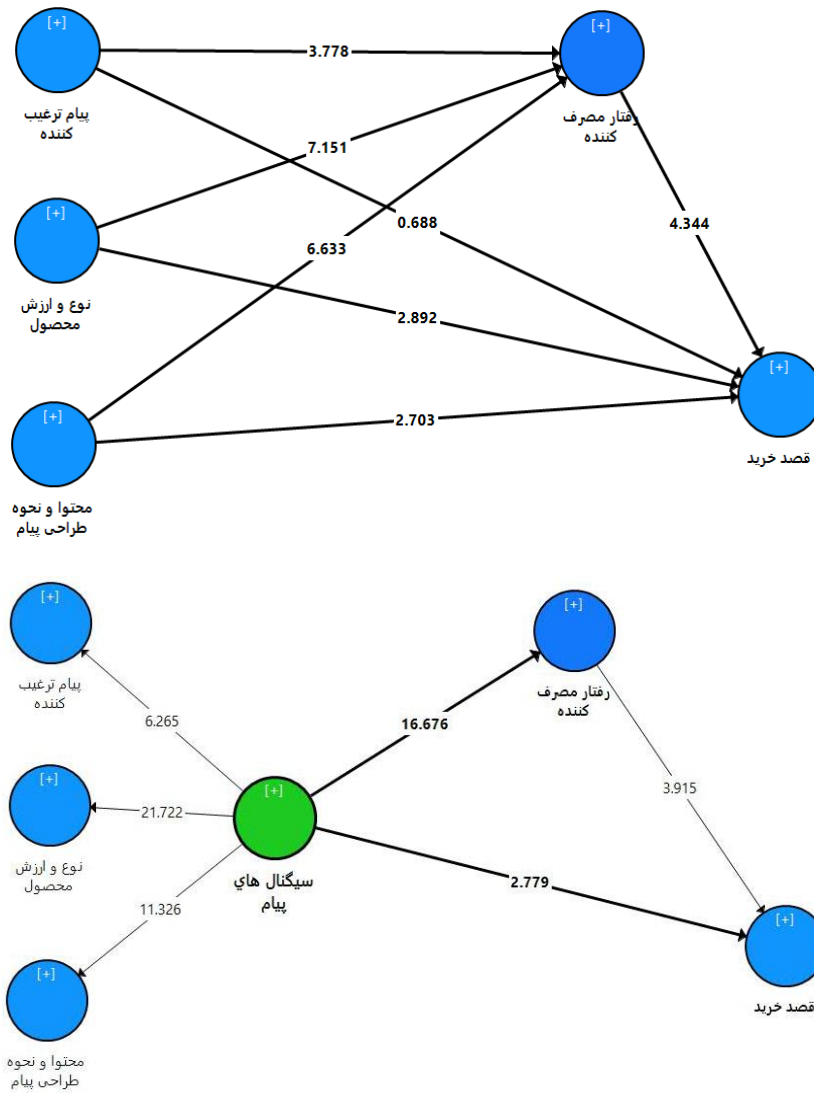 [+]
[+]
3.778
پیام ترغیب
کننده
رفتار مصرف
کننده
7.151
[+]
0.688
4.344
6.633
نوع و ارزش
محصول
2.892
[+]
[+]
2.703
قصد خرید
محتوا و نحوه
طراحی پیام
[+]
[+]
پیام ترغیب
کننده
رفتار مصرف
کننده
6.265
16.676
[+]
3.915
[+]
21.722
نوع و ارزش
محصول
سیگنال هاي
پیام
2.779
11.326
[+]
[+]
قصد خرید
محتوا و نحوه
طراحی پیام